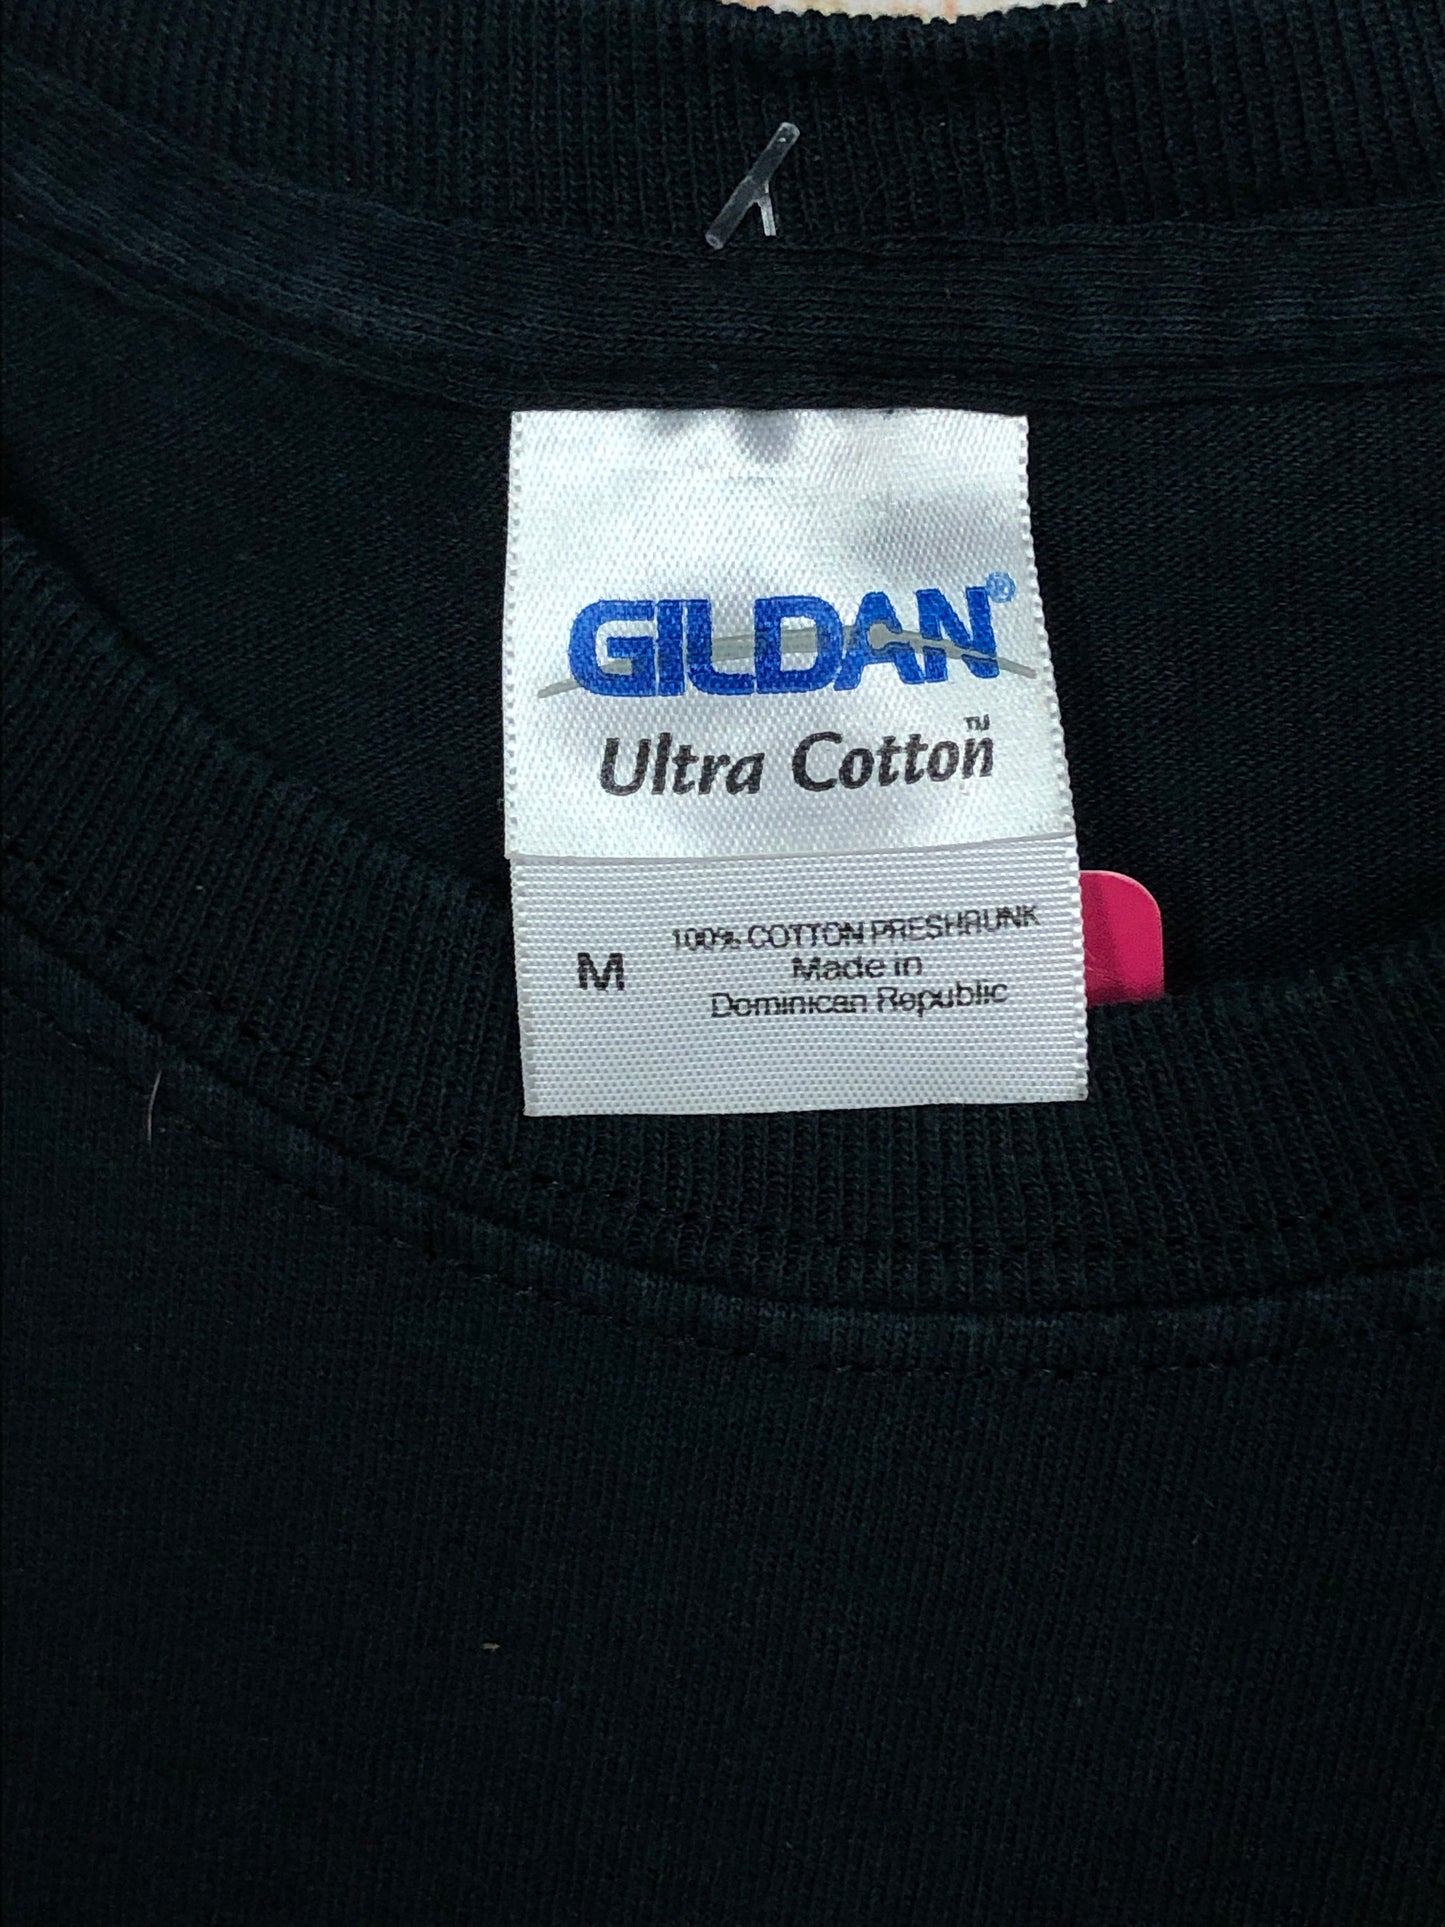 GILDAN®
Ultra Cotton™
M
100% COTTON PRESHRUNK
Made in
Dominican Republic